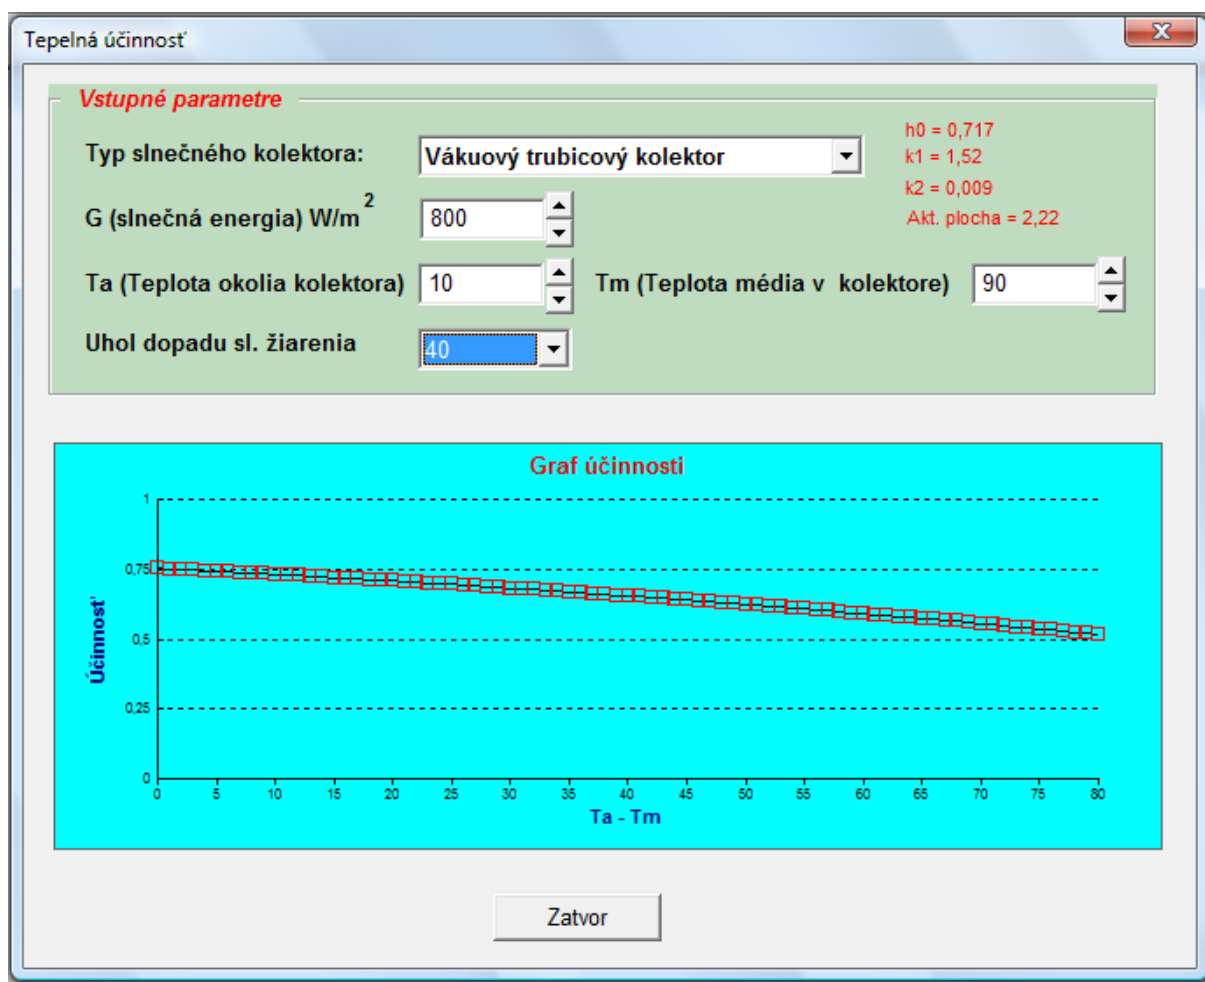 Tepelná účinnosť
Vstupné parametre
Typ slnečného kolektora:
Vákuový trubicový kolektor
h0 = 0,717
k1 = 1,52
k2 = 0,009
Akt. plocha = 2,22
G (slnečná energia) W/m 2
800
Ta (Teplota okolia kolektora)
10
Tm (Teplota média v kolektore)
90
Uhol dopadu sl. žiarenia
40
Graf účinnosti
1
0,75
0,5
0,25
0
Účinnosť
0 5 10 15 20 25 30 35 40 45 50 55 60 65 70 75 80
Ta - Tm
Zatvor